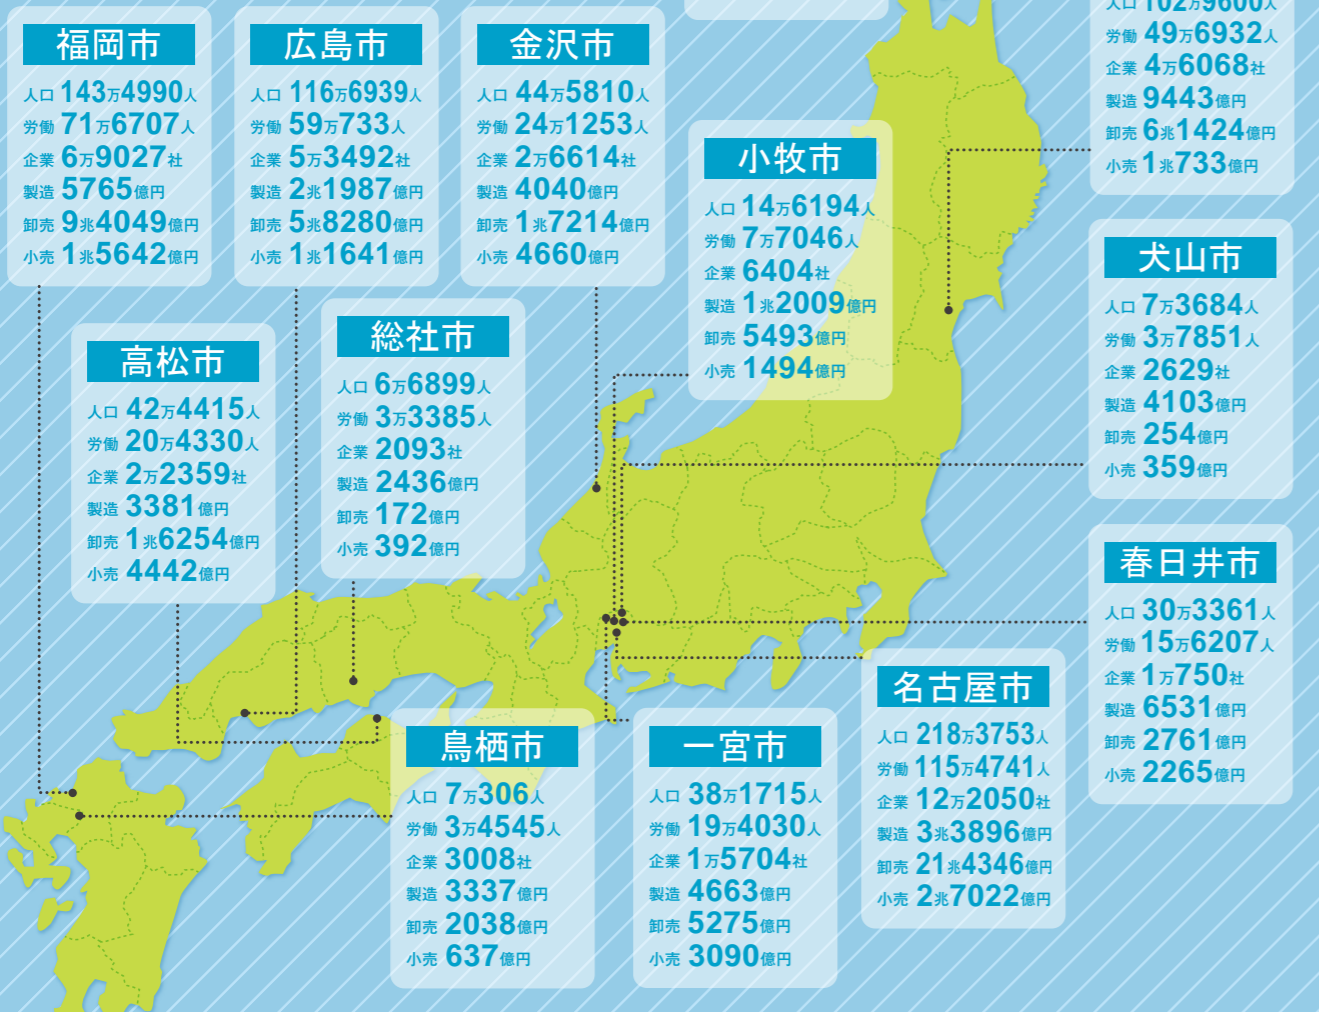 福岡市
人口 143万4990人
労働 71万6707人
企業 6万9027社
製造 5765億円
卸売 9兆4049億円
小売 1兆5642億円
広島市
人口 116万6939人
労働 59万733人
企業 5万3492社
製造 2兆1987億円
卸売 5兆8280億円
小売 1兆1641億円
金沢市
人口 44万5810人
労働 24万1253人
企業 2万6614社
製造 4040億円
卸売 1兆7214億円
小売 4660億円
人口 102万9600人
労働 49万6932人
企業 4万6068社
製造 9443億円
卸売 6兆1424億円
小売 1兆733億円
小牧市
人口 14万6194人
労働 7万7046人
企業 6404社
製造 1兆2009億円
卸売 5493億円
小売 1494億円
犬山市
人口 7万3684人
労働 3万7851人
企業 2629社
製造 4103億円
卸売 254億円
小売 359億円
高松市
人口 42万4415人
労働 20万4330人
企業 2万2359社
製造 3381億円
卸売 1兆6254億円
小売 4442億円
総社市
人口 6万6899人
労働 3万3385人
企業 2093社
製造 2436億円
卸売 172億円
小売 392億円
春日井市
人口 30万3361人
労働 15万6207人
企業 1万750社
製造 6531億円
卸売 2761億円
小売 2265億円
鳥栖市
人口 7万306人
労働 3万4545人
企業 3008社
製造 3337億円
卸売 2038億円
小売 637億円
一宮市
人口 38万1715人
労働 19万4030人
企業 1万5704社
製造 4663億円
卸売 5275億円
小売 3090億円
名古屋市
人口 218万3753人
労働 115万4741人
企業 12万2050社
製造 3兆3896億円
卸売 21兆4346億円
小売 2兆7022億円